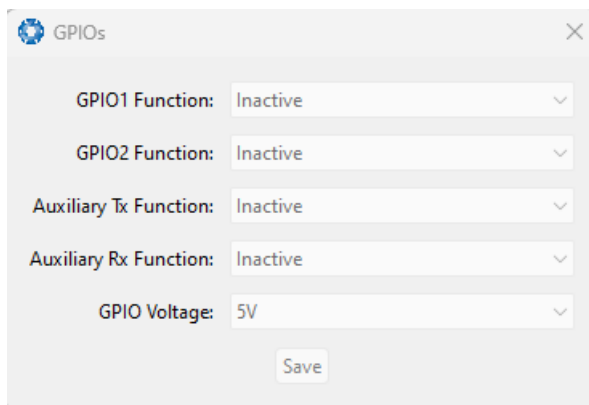 GPIOs
GPIO1 Function: Inactive
GPIO2 Function: Inactive
Auxiliary Tx Function: Inactive
Auxiliary Rx Function: Inactive
GPIO Voltage: 5V
Save